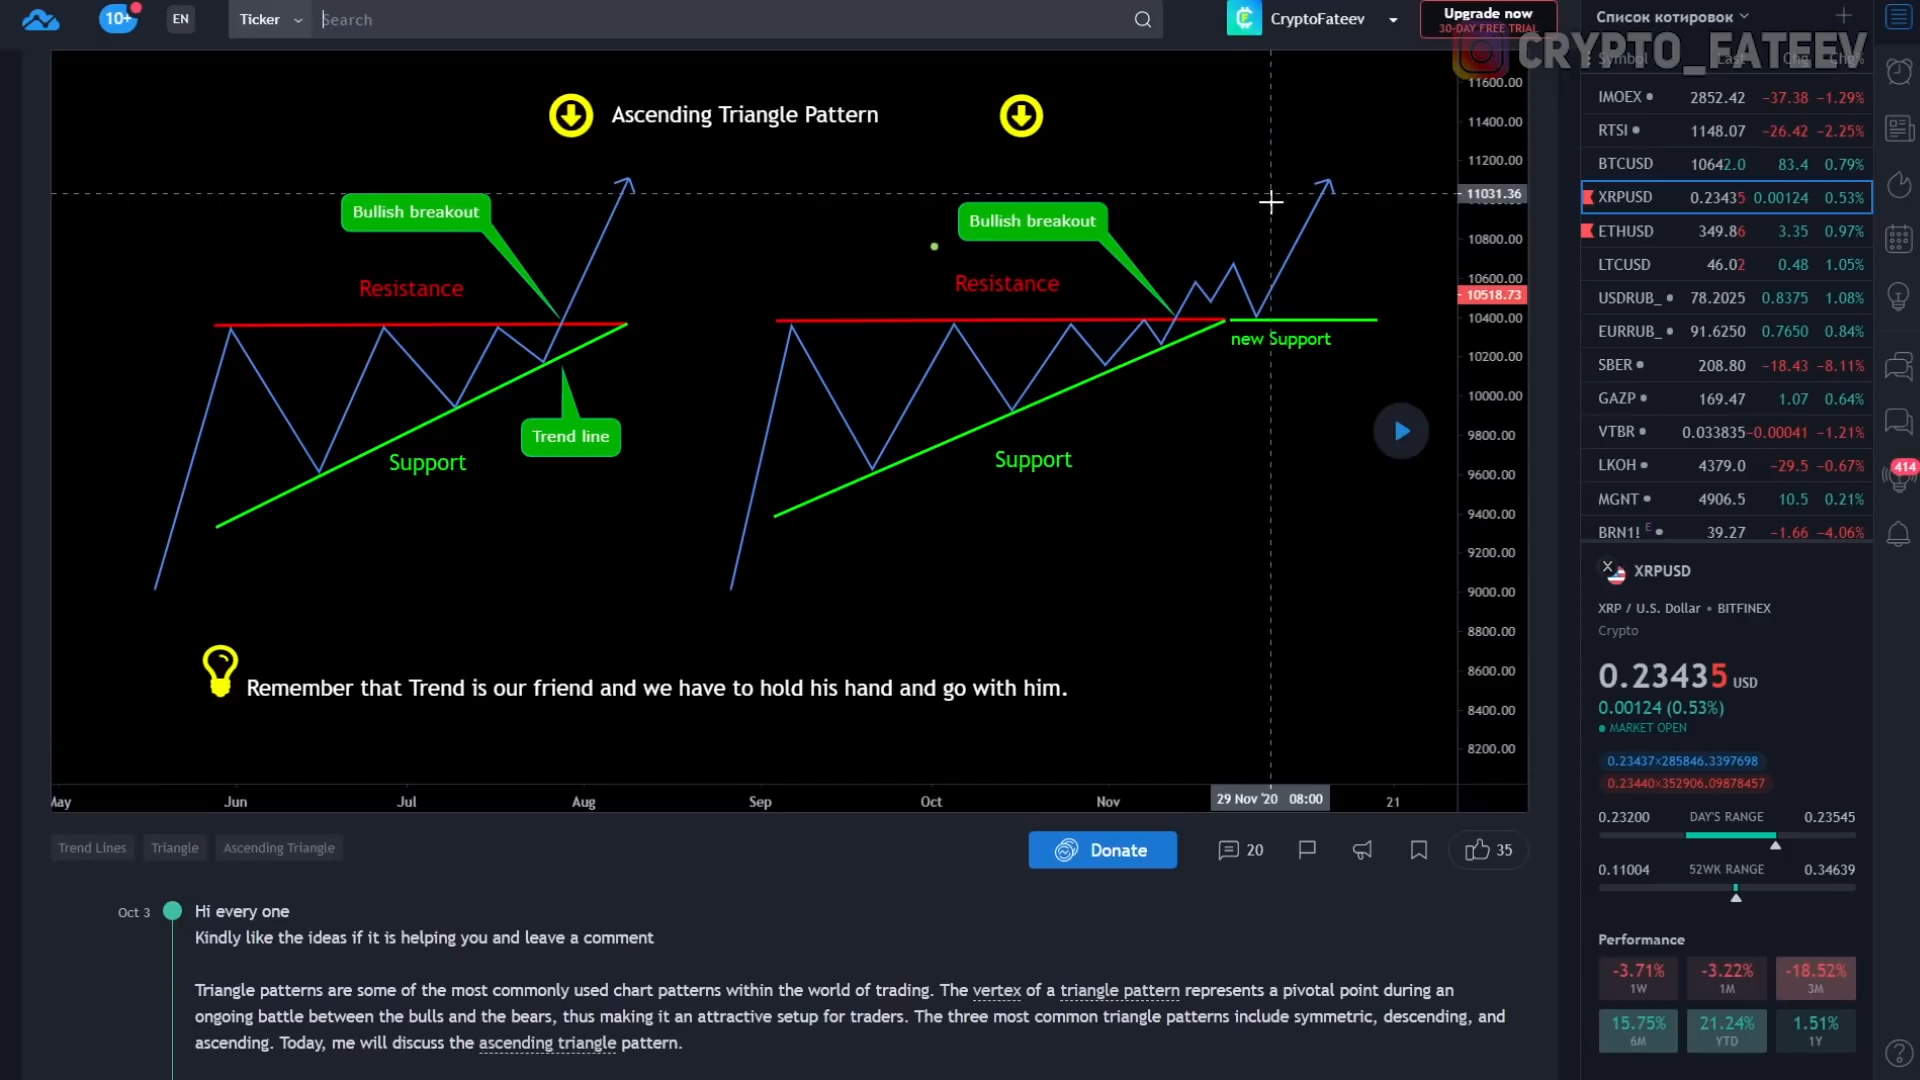 10+
EN
Ticker
Search
CryptoFateev
Upgrade now
30-DAY FREE TRIAL
Список котировок
CRYPTO_FATEEV
Symbol
Last
Chg
Chg%
Ascending Triangle Pattern
Bullish breakout
Resistance
Support
Trend line
Bullish breakout
Resistance
Support
new Support
Remember that Trend is our friend and we have to hold his hand and go with him.
11600.00
11400.00
11200.00
11031.36
10800.00
10600.00
10518.73
10400.00
10200.00
10000.00
9800.00
9600.00
9400.00
9200.00
9000.00
8800.00
8600.00
8400.00
8200.00
May Jun Jul Aug Sep Oct Nov 29 Nov '20 08:00 21
IMOEX 2852.42 −37.38 −1.29%
RTSI 1148.07 −26.42 −2.25%
BTCUSD 10642.0 83.4 0.79%
XRPUSD 0.23435 0.00124 0.53%
ETHUSD 349.86 3.35 0.97%
LTCUSD 46.02 0.48 1.05%
USDRUB_ 78.2025 0.8375 1.08%
EURRUB_ 91.6250 0.7650 0.84%
SBER 208.80 −18.43 −8.11%
GAZP 169.47 1.07 0.64%
VTBR 0.033835 −0.00041 −1.21%
LKOH 4379.0 −29.5 −0.67%
MGNT 4906.5 10.5 0.21%
BRN1! E 39.27 −1.66 −4.06%
414
XRPUSD
XRP / U.S. Dollar • BITFINEX
Crypto
0.23435 USD
0.00124 (0.53%)
MARKET OPEN
0.23437×285846.3397698
0.23440×352906.09878457
0.23200 DAY'S RANGE 0.23545
0.11004 52WK RANGE 0.34639
Performance
-3.71% -3.22% -18.52%
1W 1M 3M
15.75% 21.24% 1.51%
6M YTD 1Y
Trend Lines
Triangle
Ascending Triangle
Donate
20
35
Oct 3
Hi every one
Kindly like the ideas if it is helping you and leave a comment
Triangle patterns are some of the most commonly used chart patterns within the world of trading. The vertex of a triangle pattern represents a pivotal point during an
ongoing battle between the bulls and the bears, thus making it an attractive setup for traders. The three most common triangle patterns include symmetric, descending, and
ascending. Today, me will discuss the ascending triangle pattern.